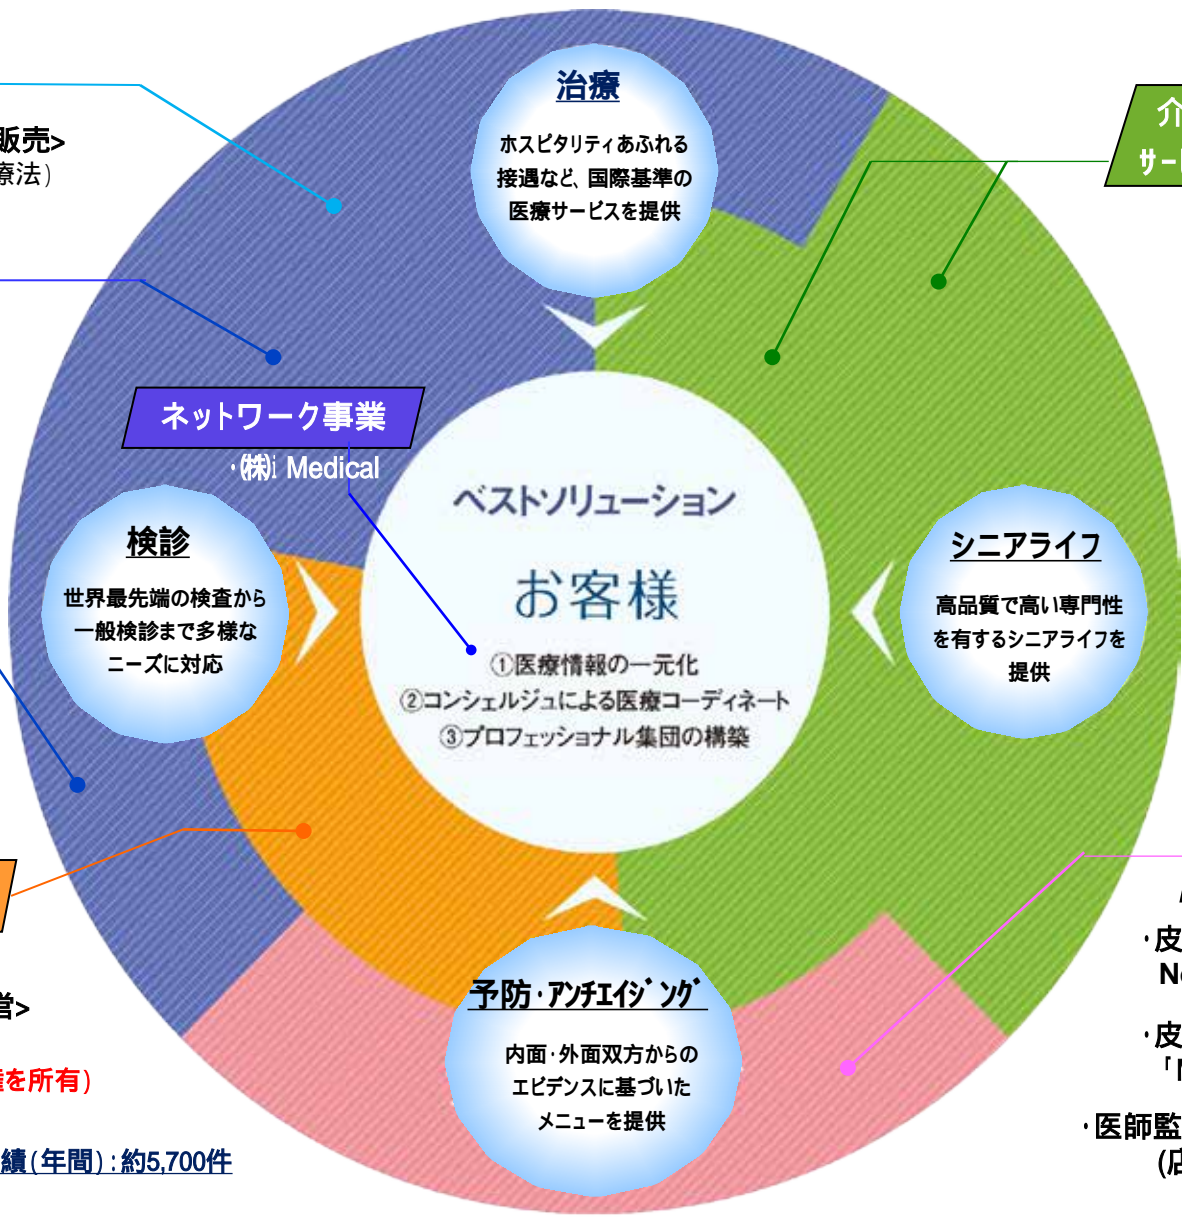 治療
ホスピタリティあふれる
接遇など、国際基準の
医療サービスを提供
販売>
療法)
介
サー
ネットワーク事業
・(株)i Medical
ベストソリューション
お客様
①医療情報の一元化
②コンシェルジュによる医療コーディネート
③プロフェッショナル集団の構築
検診
世界最先端の検査から
一般検診まで多様な
ニーズに対応
シニアライフ
高品質で高い専門性
を有するシニアライフを
提供
予防・アンチエイジング
内面・外面双方からの
エビデンスに基づいた
メニューを提供
営>
を所有)
績(年間):約5,700件
・皮
N
・皮
「
・医師監
(店